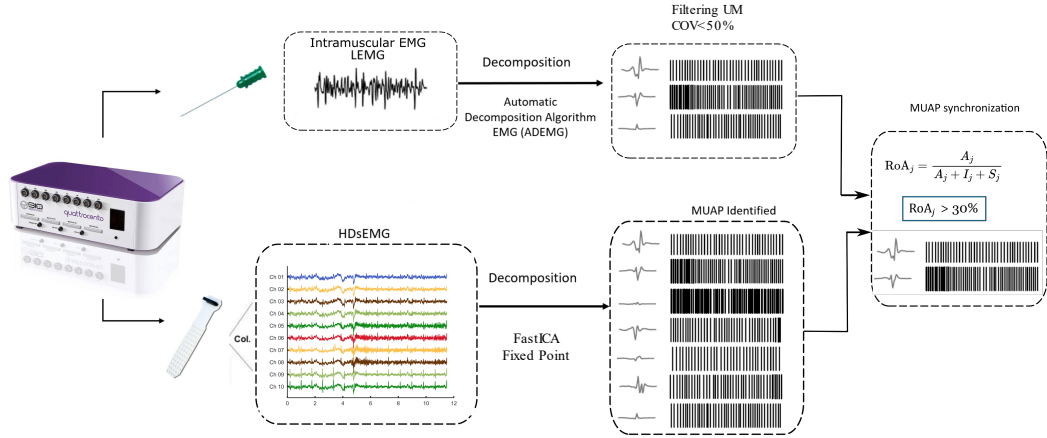 Filtering UM
COV<50%
Intramuscular EMG
I.EMG
Decomposition
Automatic
Decomposition Algorithm
EMG (ADEMG)
MUAP synchronization
RoA_j = A_j / (A_j + I_j + S_j)
RoA_j > 30%
quattrocento
HDsEMG
Col.
Ch 01
Ch 02
Ch 03
Ch 04
Ch 05
Ch 06
Ch 07
Ch 08
Ch 09
Ch 10
0 2 4 6 8 10 12
Decomposition
FastICA
Fixed Point
MUAP Identified